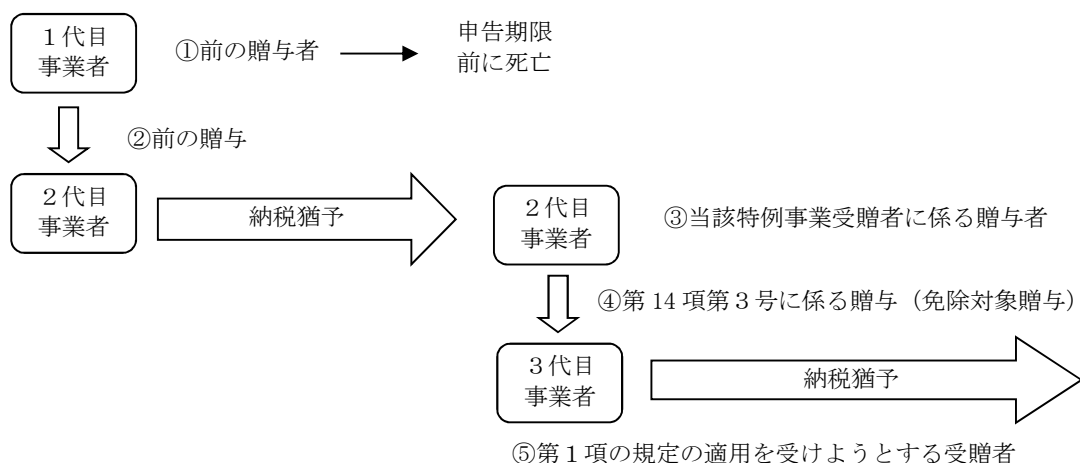 １代目
事業者
①前の贈与者
申告期限
前に死亡
②前の贈与
２代目
事業者
納税猶予
２代目
事業者
③当該特例事業受贈者に係る贈与者
④第 14 項第３号に係る贈与（免除対象贈与）
３代目
事業者
納税猶予
⑤第１項の規定の適用を受けようとする受贈者